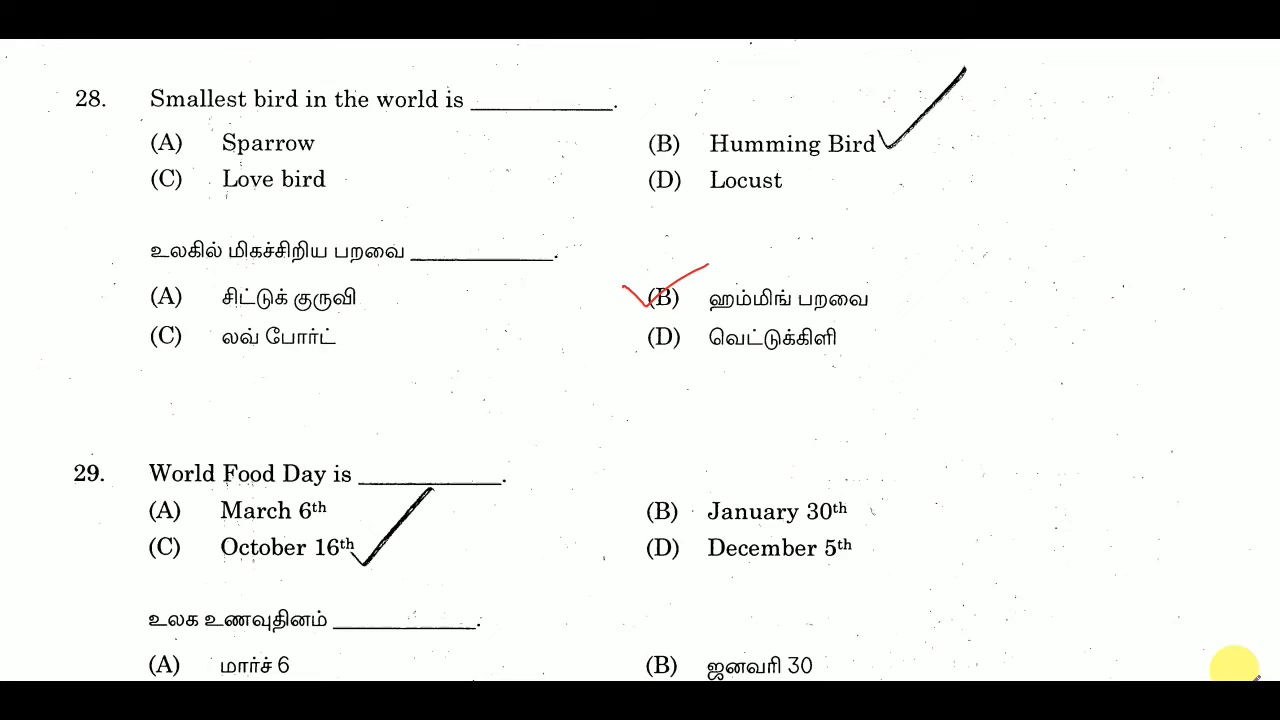 28. Smallest bird in the world is ____________.
(A) Sparrow (B) Humming Bird
(C) Love bird (D) Locust
உலகில் மிகச்சிறிய பறவை ____________.
(A) சிட்டுக் குருவி (B) ஹம்மிங் பறவை
(C) லவ் போர்ட் (D) வெட்டுக்கிளி
29. World Food Day is ____________.
(A) March 6th (B) January 30th
(C) October 16th (D) December 5th
உலக உணவுதினம் ____________.
(A) மார்ச் 6 (B) ஜனவரி 30